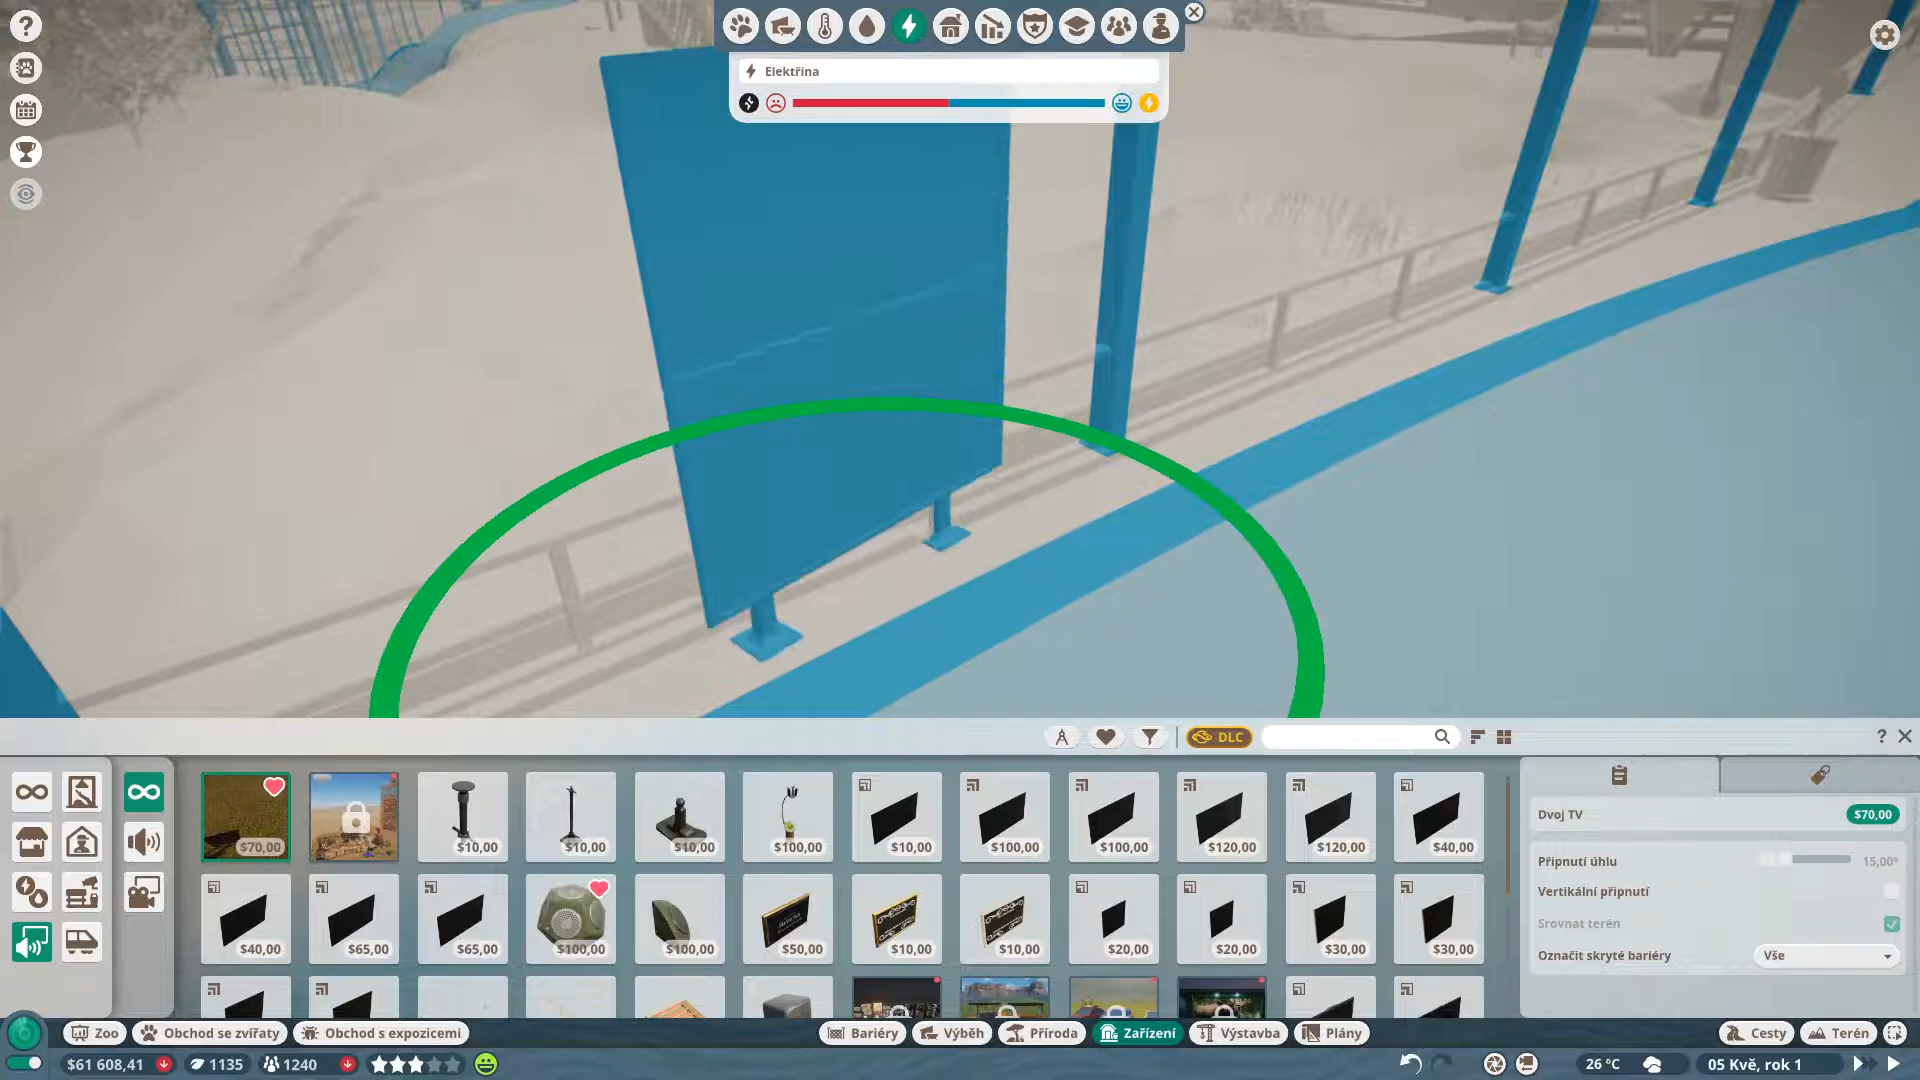 Elektřina
DLC
$70,00
$10,00
$10,00
$10,00
$100,00
$10,00
$100,00
$100,00
$120,00
$120,00
$40,00
$40,00
$65,00
$65,00
$100,00
$100,00
$50,00
$10,00
$10,00
$20,00
$20,00
$30,00
$30,00
?
Dvoj TV
$70,00
Připnutí úhlu
15,00°
Vertikální připnutí
Srovnat terén
Označit skryté bariéry
Vše
Zoo
Obchod se zvířaty
Obchod s expozicemi
Bariéry
Výběh
Příroda
Zařízení
Výstavba
Plány
Cesty
Terén
$61 608,41
1135
1240
26 °C
05 Kvě, rok 1